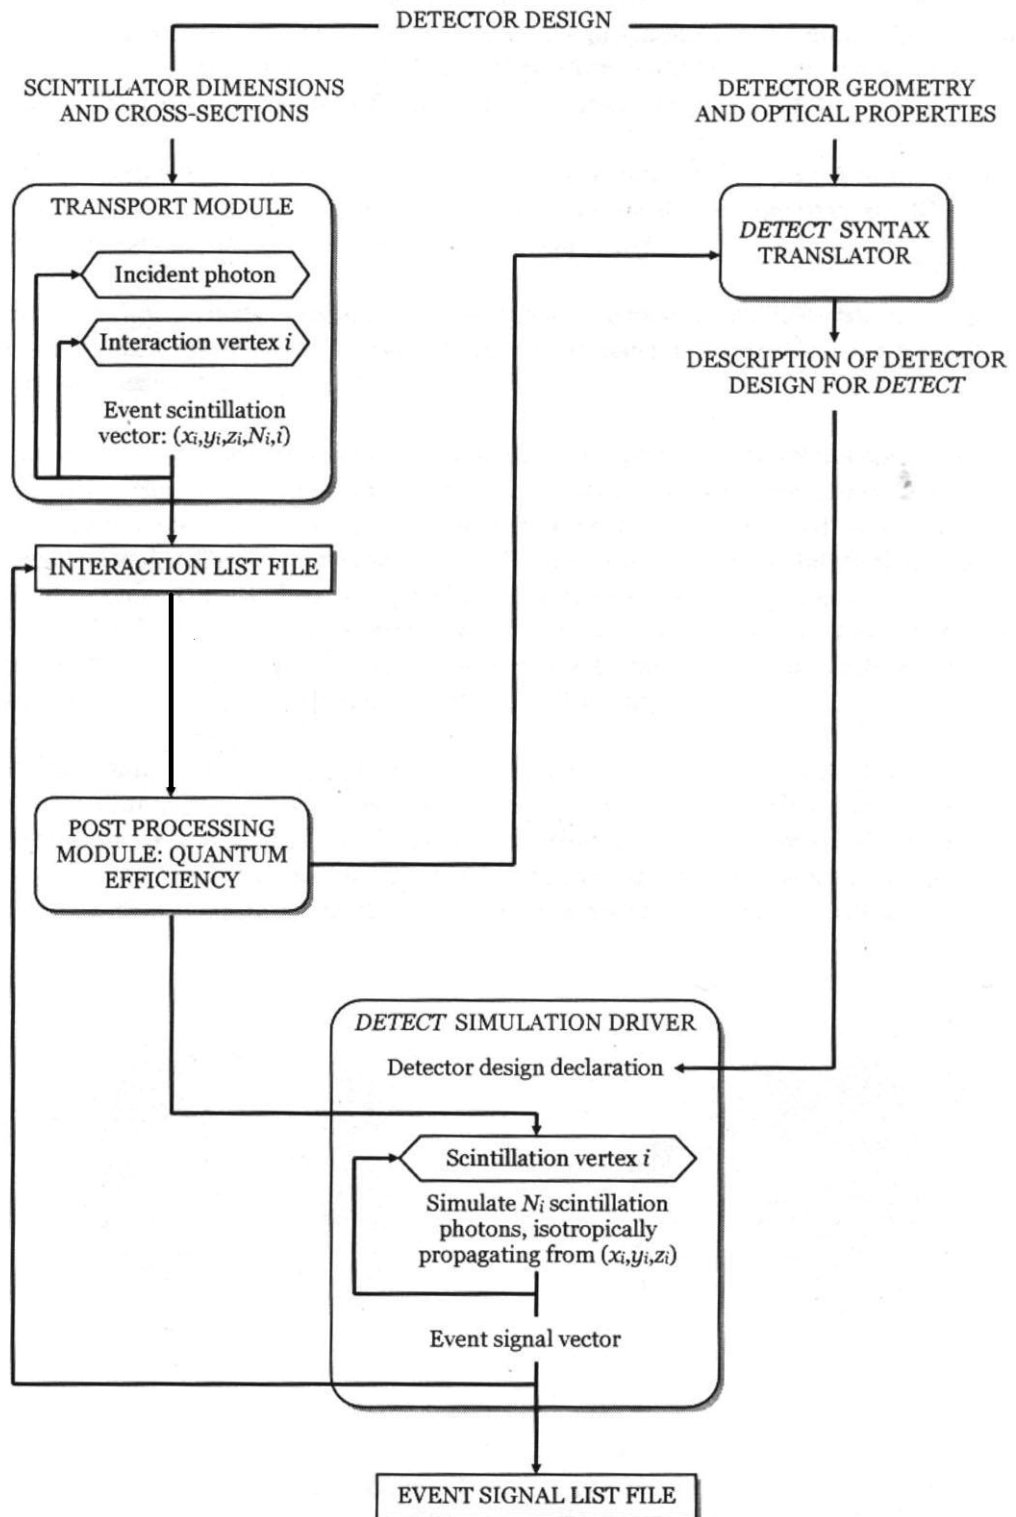 DETECTOR DESIGN
SCINTILLATOR DIMENSIONS
AND CROSS-SECTIONS
DETECTOR GEOMETRY
AND OPTICAL PROPERTIES
TRANSPORT MODULE
Incident photon
Interaction vertex i
Event scintillation
vector: (xi,yi,zi,Ni,i)
DETECT SYNTAX
TRANSLATOR
DESCRIPTION OF DETECTOR
DESIGN FOR DETECT
INTERACTION LIST FILE
POST PROCESSING
MODULE: QUANTUM
EFFICIENCY
DETECT SIMULATION DRIVER
Detector design declaration
Scintillation vertex i
Simulate Ni scintillation
photons, isotropically
propagating from (xi,yi,zi)
Event signal vector
EVENT SIGNAL LIST FILE